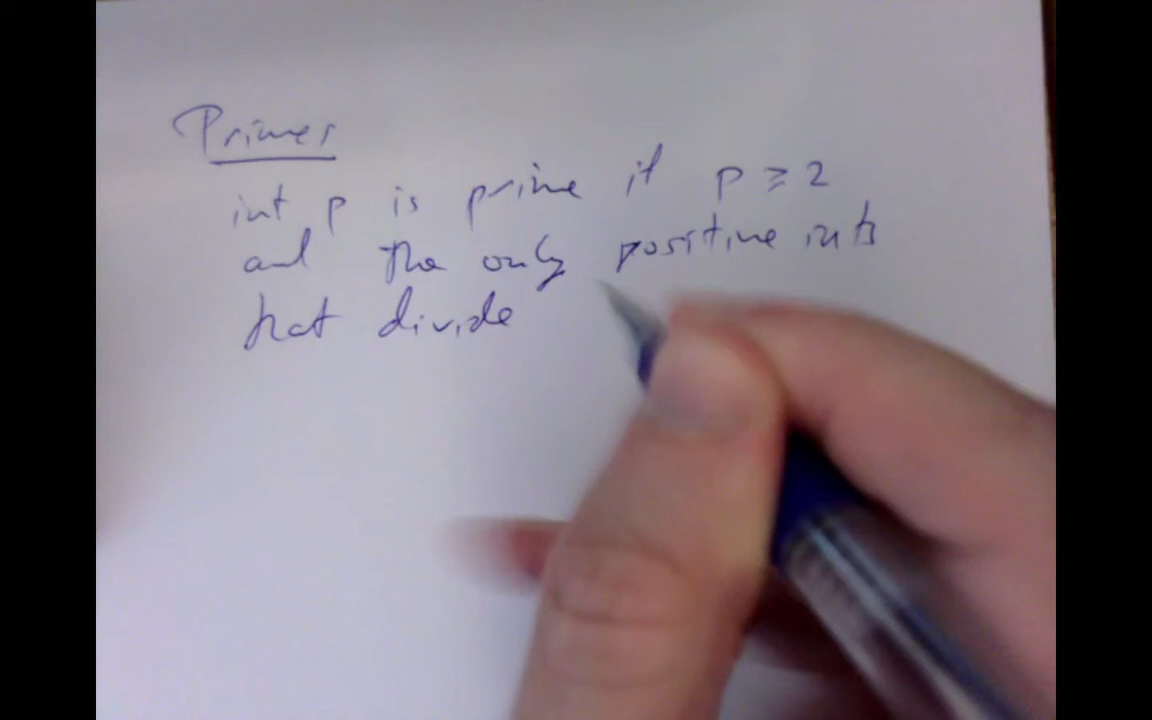 Primes
int p is prime if p ≥ 2
and the only positive ints
that divide